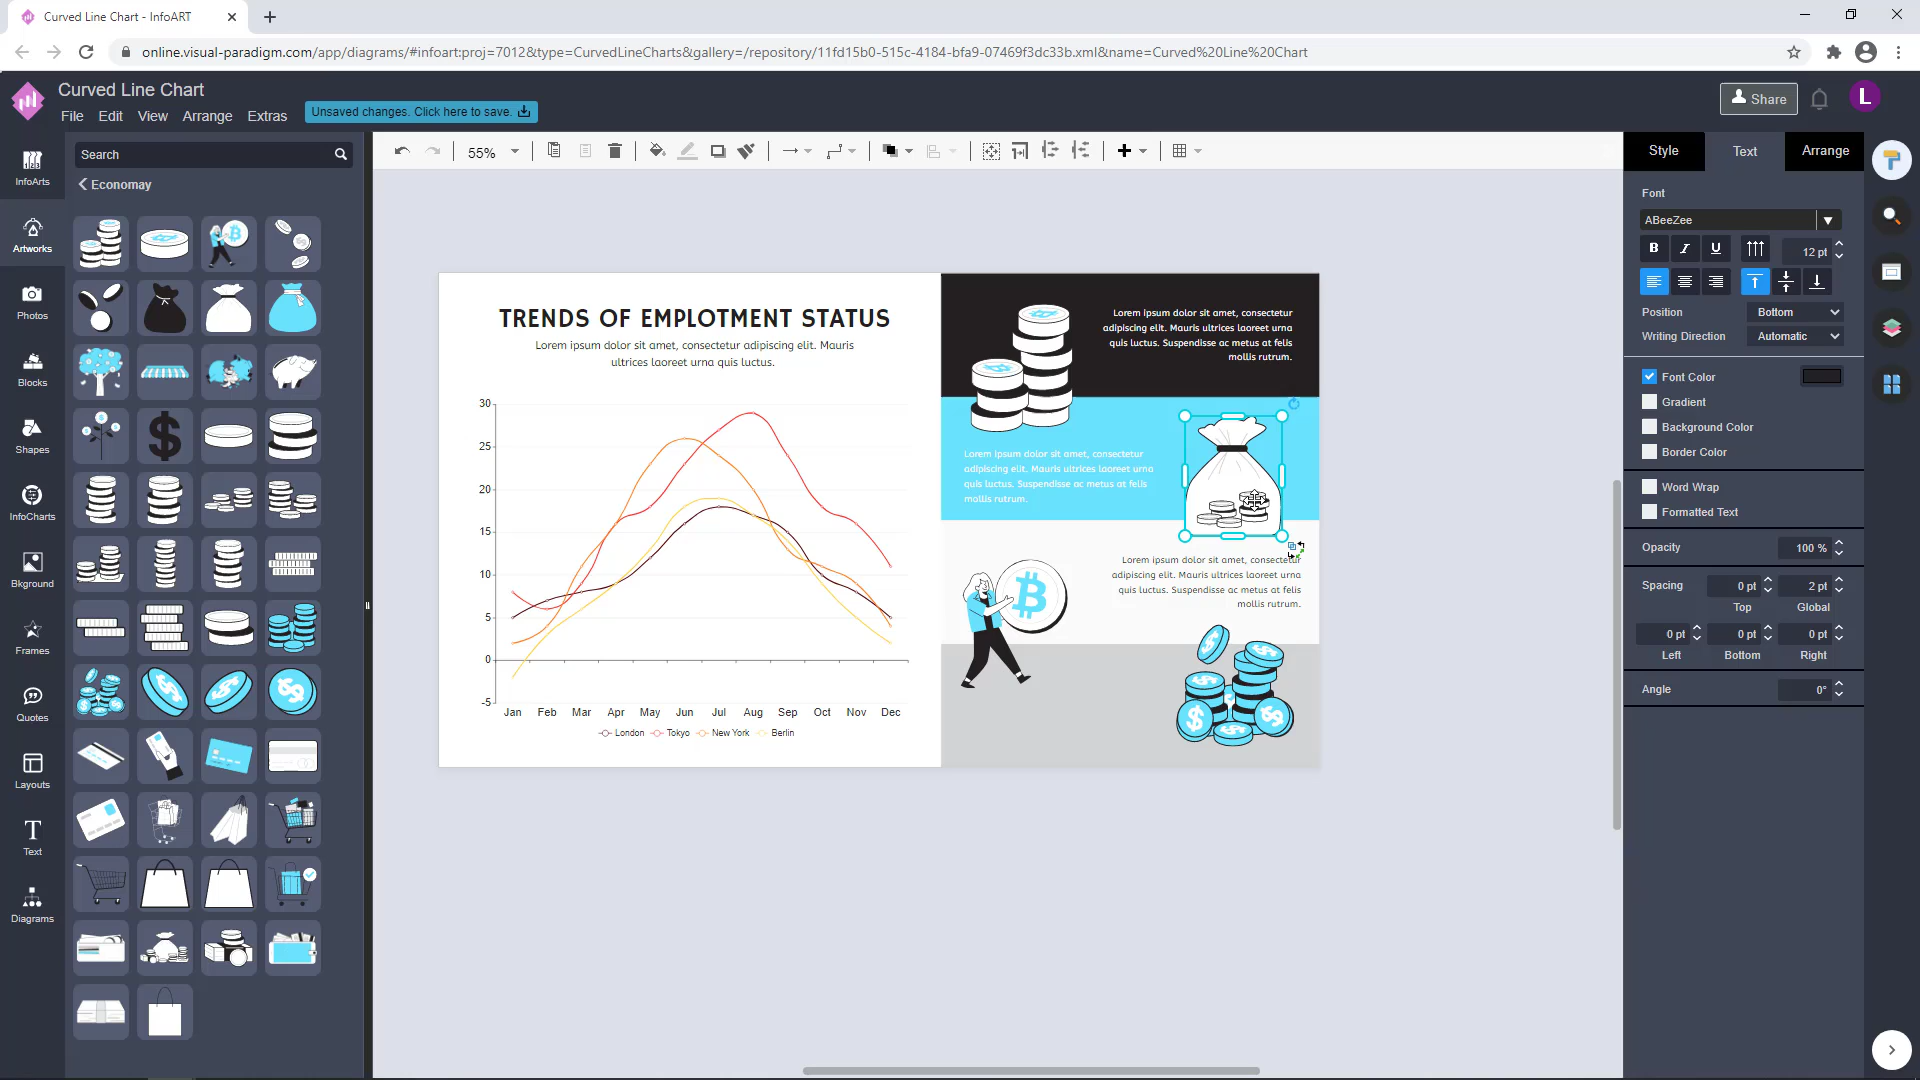 Curved Line Chart - InfoART
online.visual-paradigm.com/app/diagrams/#infoart:proj=7012&type=CurvedLineCharts&gallery=/repository/11fd15b0-515c-4184-bfa9-07469f3dc33b.xml&name=Curved%20Line%20Chart
Curved Line Chart
File Edit View Arrange Extras
Unsaved changes. Click here to save.
Share
L
InfoArts
Artworks
Photos
Blocks
Shapes
InfoCharts
Bkground
Frames
Quotes
Layouts
Text
Diagrams
Search
Economay
55%
TRENDS OF EMPLOTMENT STATUS
Lorem ipsum dolor sit amet, consectetur adipiscing elit. Mauris
ultrices laoreet urna quis luctus.
30
25
20
15
10
5
0
-5
Jan Feb Mar Apr May Jun Jul Aug Sep Oct Nov Dec
London Tokyo New York Berlin
Lorem ipsum dolor sit amet, consectetur
adipiscing elit. Mauris ultrices laoreet urna
quis luctus. Suspendisse ac metus at felis
mollis rutrum.
Lorem ipsum dolor sit amet, consectetur
adipiscing elit. Mauris ultrices laoreet urna
quis luctus. Suspendisse ac metus at felis
mollis rutrum.
Lorem ipsum dolor sit amet, consectetur
adipiscing elit. Mauris ultrices laoreet urna
quis luctus. Suspendisse ac metus at felis
mollis rutrum.
Style Text Arrange
Font
ABeeZee
B I U 12 pt
Position Bottom
Writing Direction Automatic
Font Color
Gradient
Background Color
Border Color
Word Wrap
Formatted Text
Opacity 100 %
Spacing 0 pt 2 pt
Top Global
0 pt 0 pt 0 pt
Left Bottom Right
Angle 0°